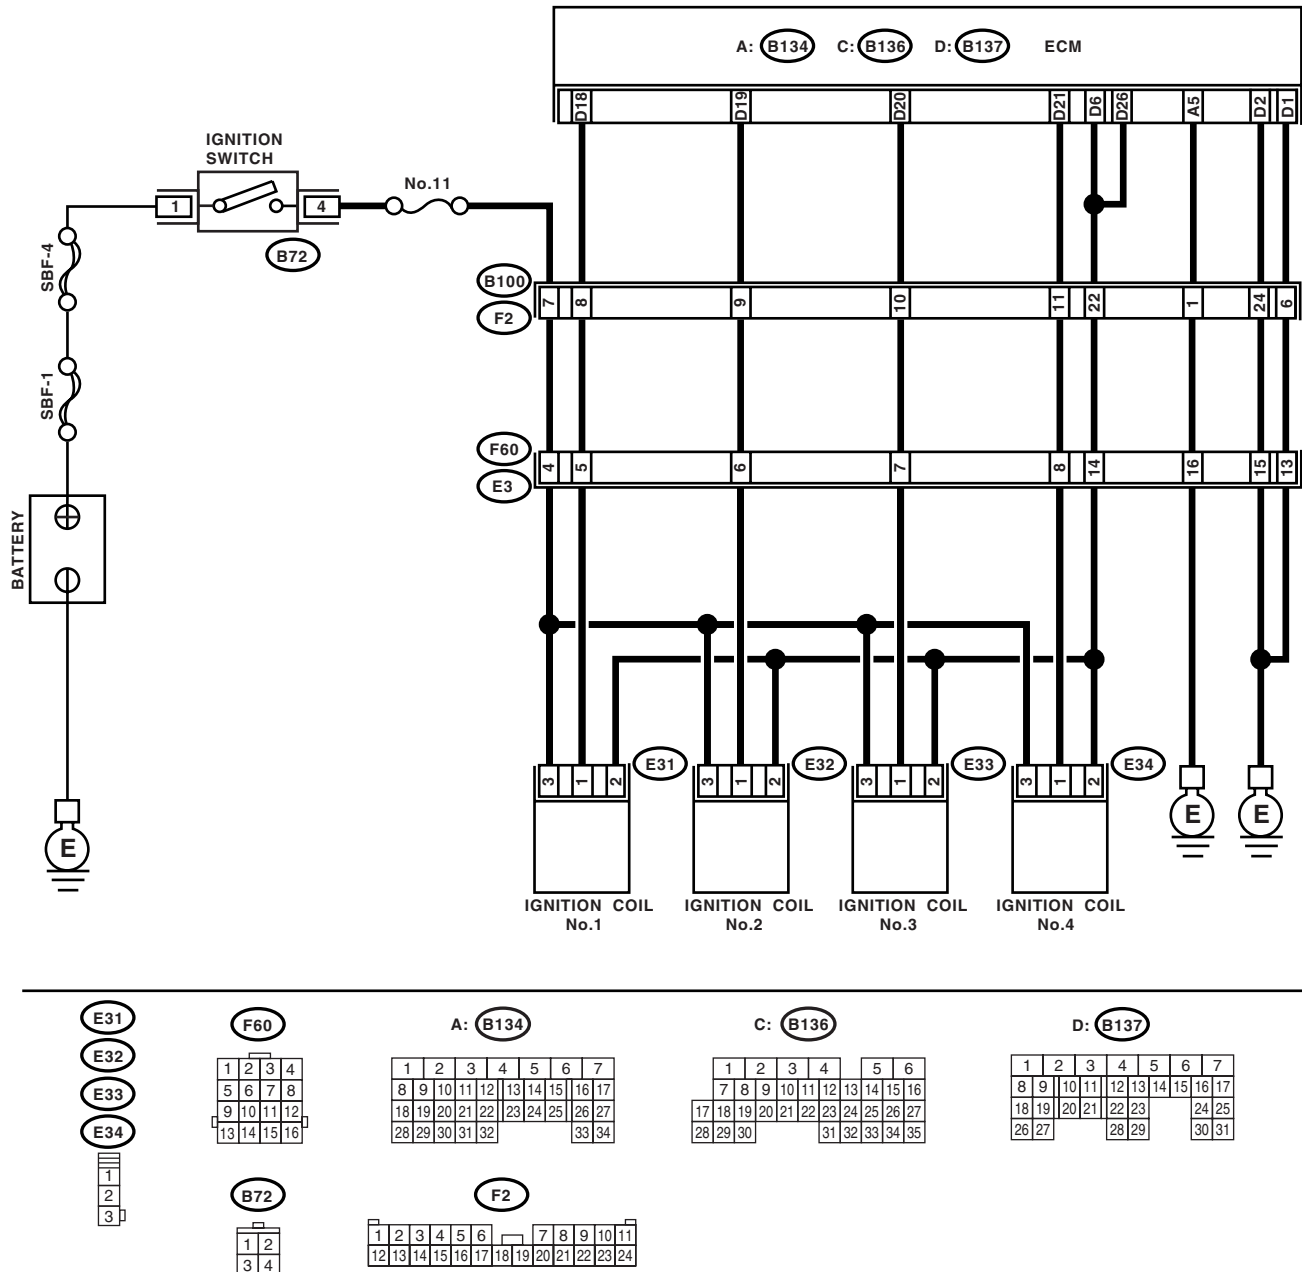 A: B134 C: B136 D: B137 ECM
D18 D19 D20 D21 D6 D26 A5 D2 D1
IGNITION
SWITCH
No.11
1 4
B72
SBF-4
B100
7 8 9 10 11 22 1 24 6
F2
SBF-1
F60
4 5 6 7 8 14 16 15 13
E3
BATTERY
E31 E32 E33 E34
3 1 2 3 1 2 3 1 2 3 1 2
E E E
IGNITION COIL IGNITION COIL IGNITION COIL IGNITION COIL
No.1 No.2 No.3 No.4
E31
E32
E33
E34
1
2
3
F60
1 2 3 4
5 6 7 8
9 10 11 12
13 14 15 16
B72
1 2
3 4
A: B134
1 2 3 4 5 6 7
8 9 10 11 12 13 14 15 16 17
18 19 20 21 22 23 24 25 26 27
28 29 30 31 32 33 34
F2
1 2 3 4 5 6 7 8 9 10 11
12 13 14 15 16 17 18 19 20 21 22 23 24
C: B136
1 2 3 4 5 6
7 8 9 10 11 12 13 14 15 16
17 18 19 20 21 22 23 24 25 26 27
28 29 30 31 32 33 34 35
D: B137
1 2 3 4 5 6 7
8 9 10 11 12 13 14 15 16 17
18 19 20 21 22 23 24 25
26 27 28 29 30 31